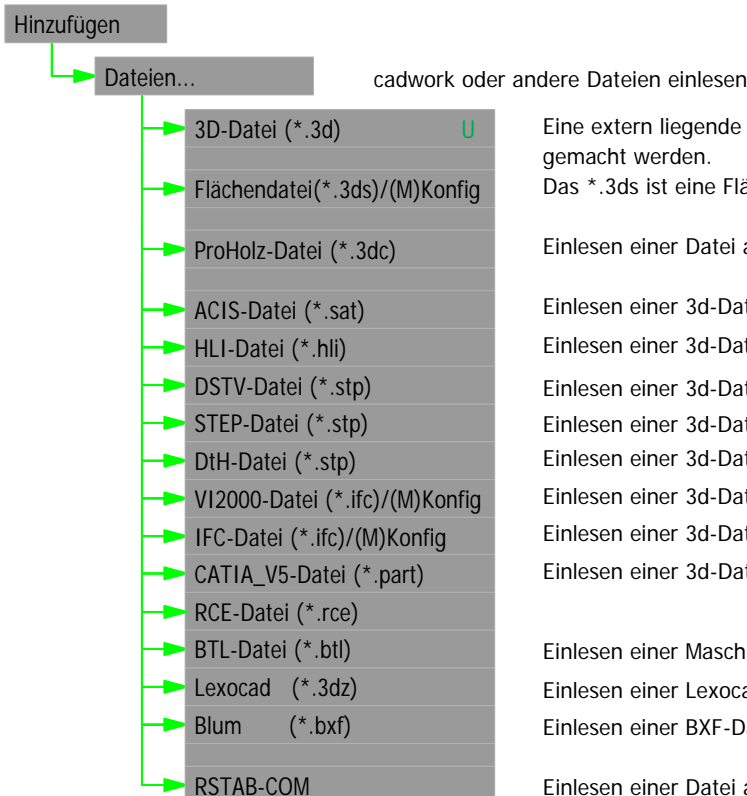 Hinzufügen
Dateien... cadwork oder andere Dateien einlesen
3D-Datei (*.3d) U Eine extern liegende
gemacht werden.
Flächendatei(*.3ds)/(M)Konfig Das *.3ds ist eine
ProHolz-Datei (*.3dc) Einlesen einer Datei
ACIS-Datei (*.sat) Einlesen einer
HLI-Datei (*.hli) Einlesen einer
DSTV-Datei (*.stp) Einlesen einer
STEP-Datei (*.stp) Einlesen einer
DtH-Datei (*.stp) Einlesen einer
VI2000-Datei (*.ifc)/(M)Konfig Einlesen einer
IFC-Datei (*.ifc)/(M)Konfig Einlesen einer
CATIA_V5-Datei (*.part) Einlesen einer
RCE-Datei (*.rce)
BTL-Datei (*.btl) Einlesen einer
Lexocad (*.3dz) Einlesen einer
Blum (*.bxf) Einlesen einer
RSTAB-COM Einlesen einer Datei